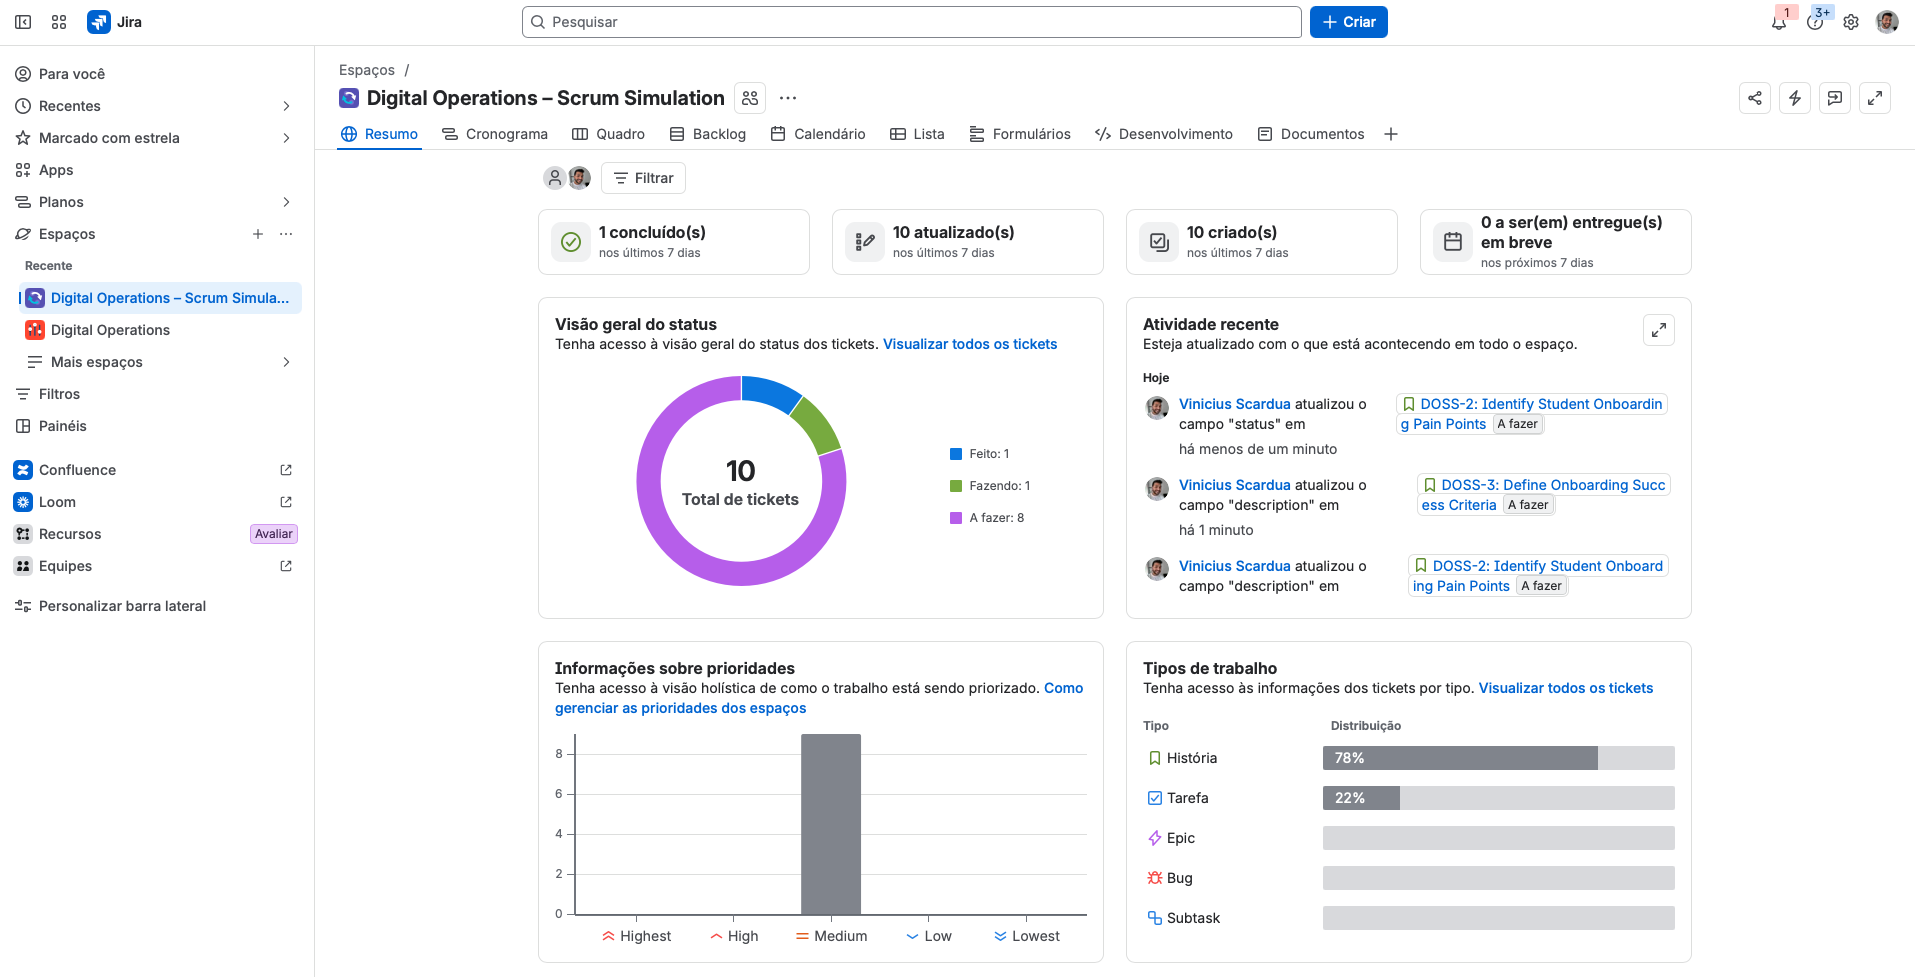 Jira
Pesquisar
Criar
1
3+
Para você
Recentes
Marcado com estrela
Apps
Planos
Espaços
Recente
Digital Operations – Scrum Simula...
Digital Operations
Mais espaços
Filtros
Painéis
Confluence
Loom
Recursos
Avaliar
Equipes
Personalizar barra lateral
Espaços /
Digital Operations – Scrum Simulation
Resumo
Cronograma
Quadro
Backlog
Calendário
Lista
Formulários
Desenvolvimento
Documentos
Filtrar
1 concluído(s)
nos últimos 7 dias
10 atualizado(s)
nos últimos 7 dias
10 criado(s)
nos últimos 7 dias
0 a ser(em) entregue(s)
em breve
nos próximos 7 dias
Visão geral do status
Tenha acesso à visão geral do status dos tickets. Visualizar todos os tickets
10
Total de tickets
Feito: 1
Fazendo: 1
A fazer: 8
Atividade recente
Esteja atualizado com o que está acontecendo em todo o espaço.
Hoje
Vinicius Scardua atualizou o
campo "status" em
há menos de um minuto
DOSS-2: Identify Student Onboardin
g Pain Points A fazer
Vinicius Scardua atualizou o
campo "description" em
há 1 minuto
DOSS-3: Define Onboarding Succ
ess Criteria A fazer
Vinicius Scardua atualizou o
campo "description" em
DOSS-2: Identify Student Onboard
ing Pain Points A fazer
Informações sobre prioridades
Tenha acesso à visão holística de como o trabalho está sendo priorizado. Como
gerenciar as prioridades dos espaços
8
6
4
2
0
Highest
High
Medium
Low
Lowest
Tipos de trabalho
Tenha acesso às informações dos tickets por tipo. Visualizar todos os tickets
Tipo
Distribuição
História
78%
Tarefa
22%
Epic
Bug
Subtask